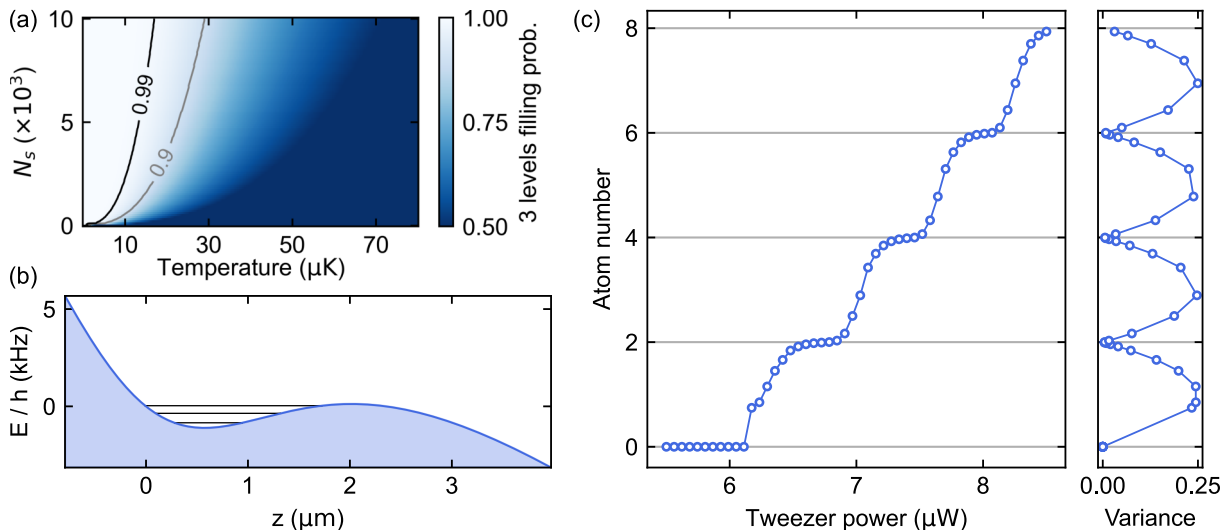 (a)
10
5
0
N_s (×10³)
0.99
0.9
10 30 50 70
Temperature (μK)
1.00
0.75
0.50
3 levels filling prob.
(b)
5
0
E / h (kHz)
0 1 2 3
z (μm)
(c)
8
6
4
2
0
Atom number
6 7 8
Tweezer power (μW)
0.00 0.25
Variance